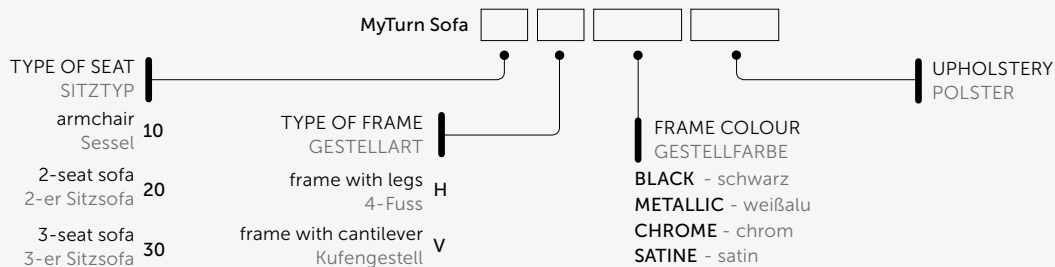 MyTurn Sofa
TYPE OF SEAT
SITZTYP
armchair 10
Sessel
2-seat sofa 20
2-er Sitzsofa
3-seat sofa 30
3-er Sitzsofa
TYPE OF FRAME
GESTELLART
frame with legs H
4-Fuss
frame with cantilever V
Kufengestell
FRAME COLOUR
GESTELLFARBE
BLACK - schwarz
METALLIC - weißalu
CHROME - chrom
SATINE - satin
UPHOLSTERY
POLSTER